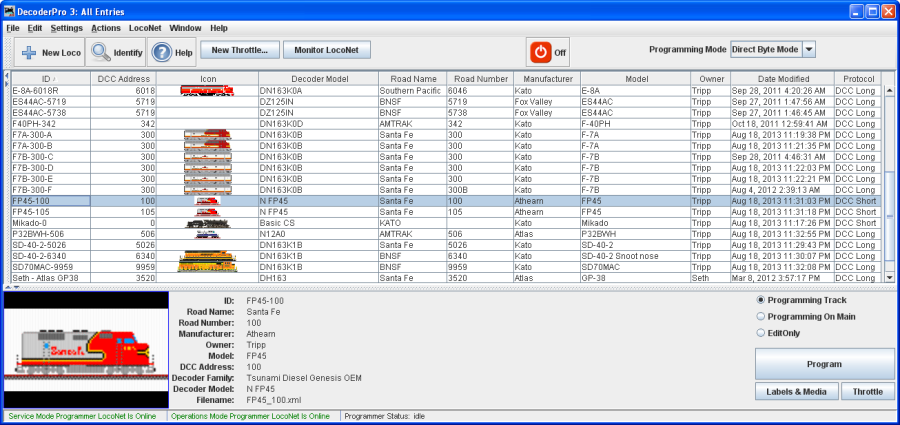 DecoderPro 3: All Entries
File Edit Settings Actions LocoNet Window Help
New Loco Identify Help New Throttle... Monitor LocoNet Off Programming Mode Direct Byte Mode
ID DCC Address Icon Decoder Model Road Name Road Number Manufacturer Model Owner Date Modified Protocol
E-8A-6018R 6018 DN163K0A Southern Pacific 6046 Kato E-8A Tripp Sep 28, 2011 4:20:26 AM DCC Long
ES44AC-5719 5719 DZ125IN BNSF 5719 Fox Valley ES44AC Tripp Sep 27, 2011 1:47:56 AM DCC Long
ES44AC-5738 5719 DZ125IN BNSF 5738 Fox Valley ES44AC Tripp Sep 27, 2011 1:46:45 AM DCC Long
F40PH-342 342 DN163K0D AMTRAK 342 Kato F-40PH Tripp Oct 18, 2011 12:59:41 AM DCC Long
F7A-300-A 300 DN163K0B Santa Fe 300 Kato F-7A Tripp Aug 18, 2013 11:19:38 PM DCC Long
F7A-300-B 300 DN163K0B Santa Fe 300 Kato F-7A Tripp Aug 18, 2013 11:21:35 PM DCC Long
F7B-300-C 300 DN163K0B Santa Fe 300 Kato F-7B Tripp Sep 28, 2011 4:46:31 AM DCC Long
F7B-300-D 300 DN163K0B Santa Fe 300 Kato F-7B Tripp Aug 18, 2013 11:22:03 PM DCC Long
F7B-300-E 300 DN163K0B Santa Fe 300 Kato F-7B Tripp Aug 18, 2013 11:22:21 PM DCC Long
F7B-300-F 300 DN163K0B Santa Fe 300B Kato F-7B Tripp Aug 4, 2012 2:39:13 AM DCC Long
FP45-100 100 N FP45 Santa Fe 100 Athearn FP45 Tripp Aug 18, 2013 11:31:03 PM DCC Short
FP45-105 105 N FP45 Santa Fe 105 Athearn FP45 Tripp Aug 18, 2013 11:31:18 PM DCC Short
Mikado-0 0 Basic CS KATO Kato Mikado Tripp Aug 18, 2013 11:17:26 PM DCC Short
P32BWH-506 506 N12A0 AMTRAK 506 Atlas P32BWH Tripp Aug 18, 2013 11:32:55 PM DCC Long
SD-40-2-5026 5026 DN163K1B Santa Fe 5026 Kato SD-40-2 Tripp Aug 18, 2013 11:29:43 PM DCC Long
SD-40-2-6340 6340 DN163K1B BNSF 6340 Kato SD-40-2 Snoot nose Tripp Aug 18, 2013 11:30:07 PM DCC Long
SD70MAC-9959 9959 DN163K1B BNSF 9959 Kato SD70MAC Tripp Aug 18, 2013 11:32:08 PM DCC Long
Seth - Atlas GP-38 3520 DH163 Santa Fe 3520 Atlas GP-38 Seth Mar 8, 2012 3:57:17 PM DCC Long
Santa Fe
ID: FP45-100
Road Name: Santa Fe
Road Number: 100
Manufacturer: Athearn
Owner: Tripp
Model: FP45
DCC Address: 100
Decoder Family: Tsunami Diesel Genesis OEM
Decoder Model: N FP45
Filename: FP45_100.xml
Programming Track
Programming On Main
EditOnly
Program
Labels & Media Throttle
Service Mode Programmer LocoNet Is Online Operations Mode Programmer LocoNet Is Online Programmer Status: idle